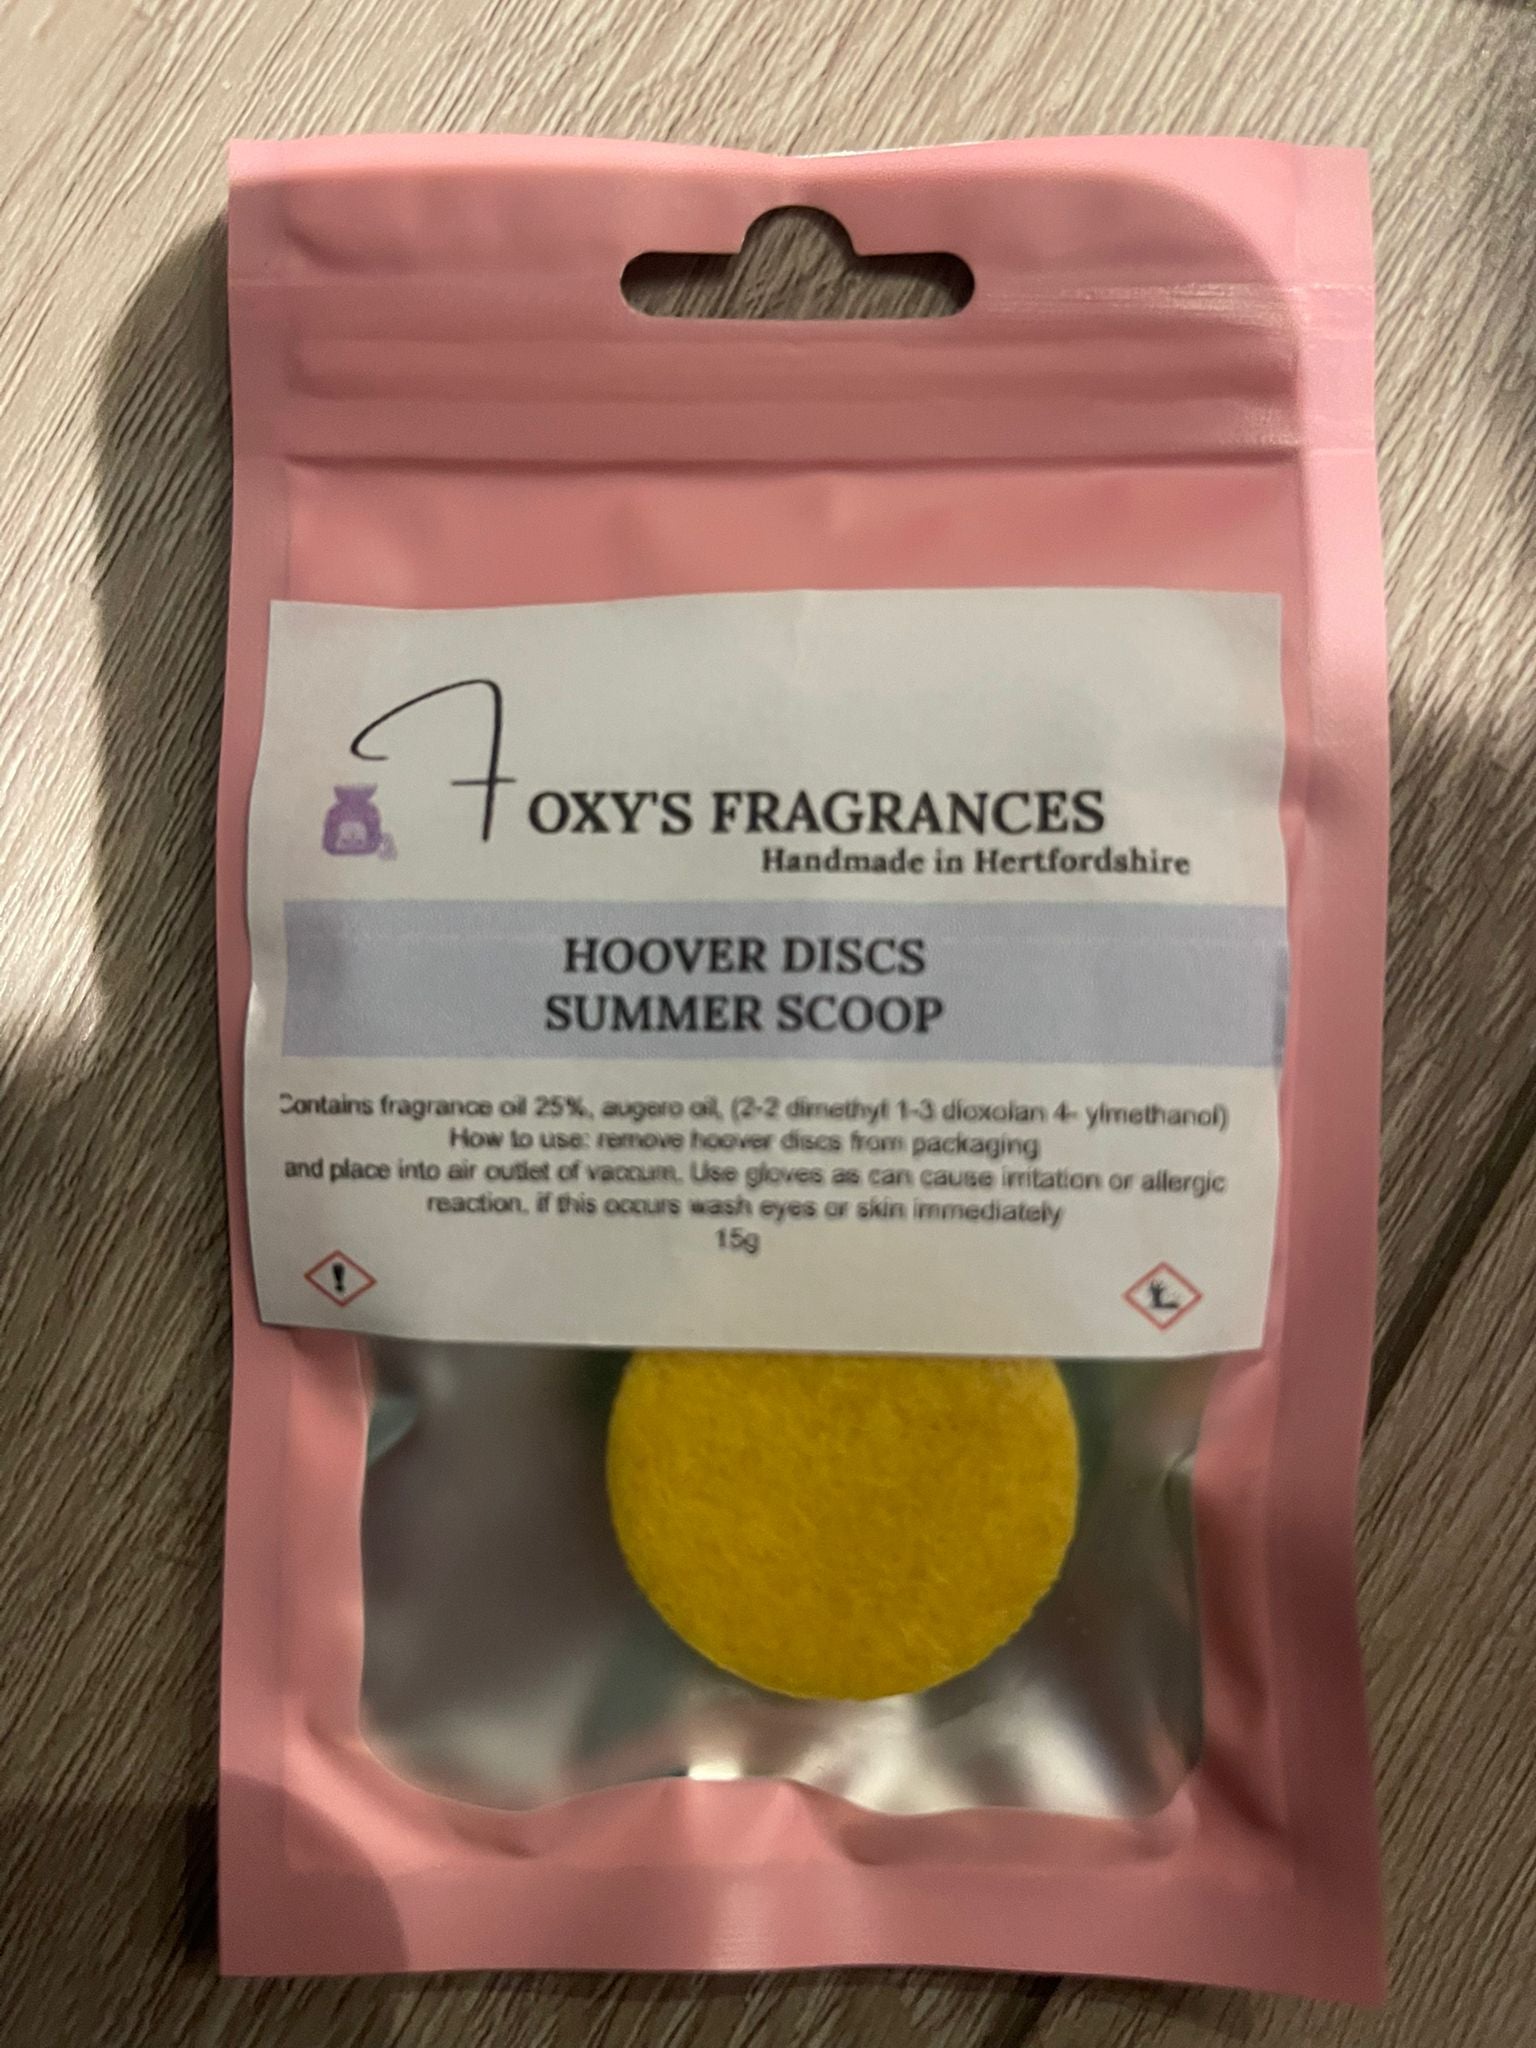 FOXY'S FRAGRANCES
Handmade in Hertfordshire
HOOVER DISCS
SUMMER SCOOP
Contains fragrance oil 25%, augero oil, (2-2 dimethyl 1-3 dioxolan 4- ylmethanol)
How to use: remove hoover discs from packaging
and place into air outlet of vaccum. Use gloves as can cause irritation or allergic
reaction, if this occurs wash eyes or skin immediately
15g